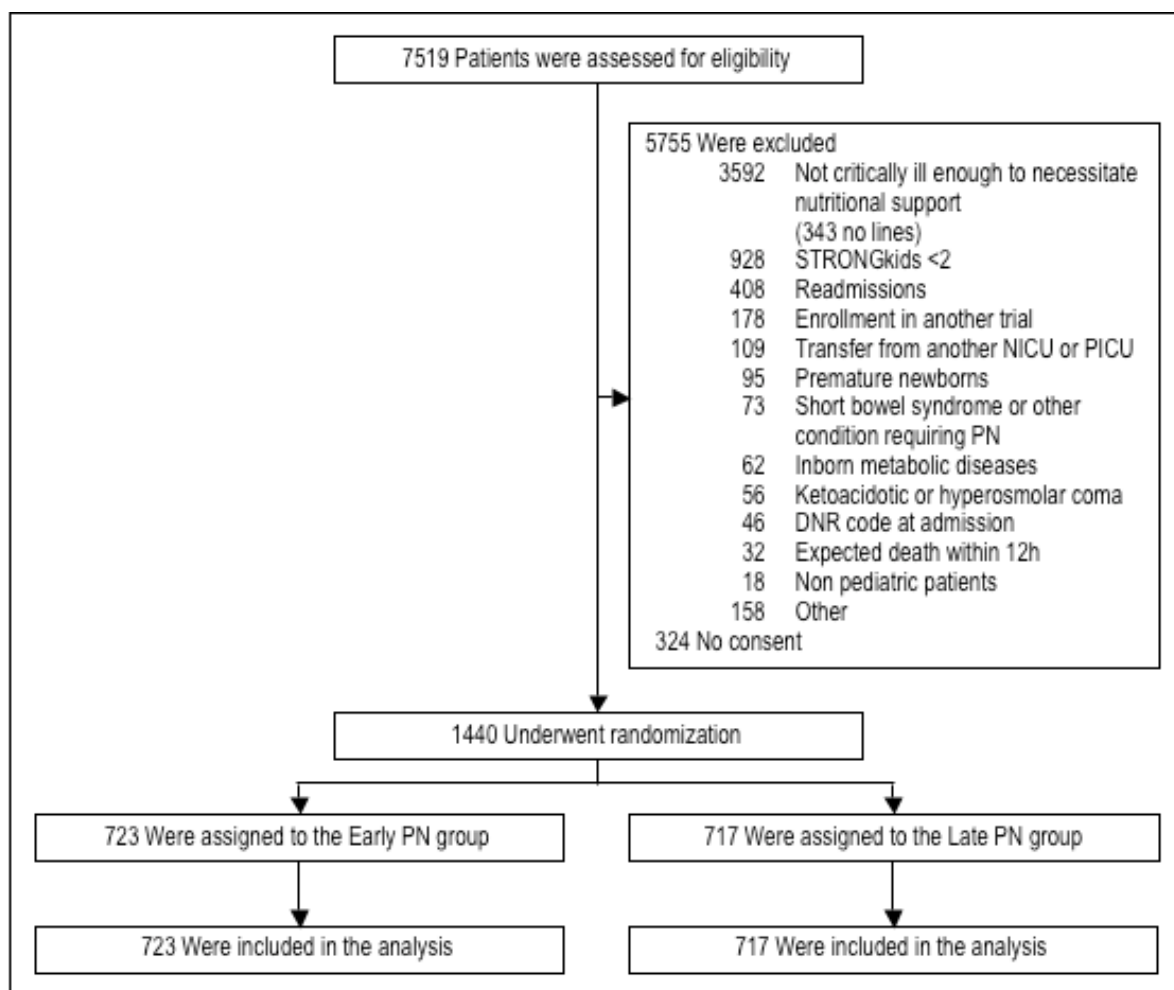 7519 Patients were assessed for eligibility
5755 Were excluded
3592 Not critically ill enough to necessitate
nutritional support
(343 no lines)
928 STRONGkids <2
408 Readmissions
178 Enrollment in another trial
109 Transfer from another NICU or PICU
95 Premature newborns
73 Short bowel syndrome or other
condition requiring PN
62 Inborn metabolic diseases
56 Ketoacidotic or hyperosmolar coma
46 DNR code at admission
32 Expected death within 12h
18 Non pediatric patients
158 Other
324 No consent
1440 Underwent randomization
723 Were assigned to the Early PN group
717 Were assigned to the Late PN group
723 Were included in the analysis
717 Were included in the analysis